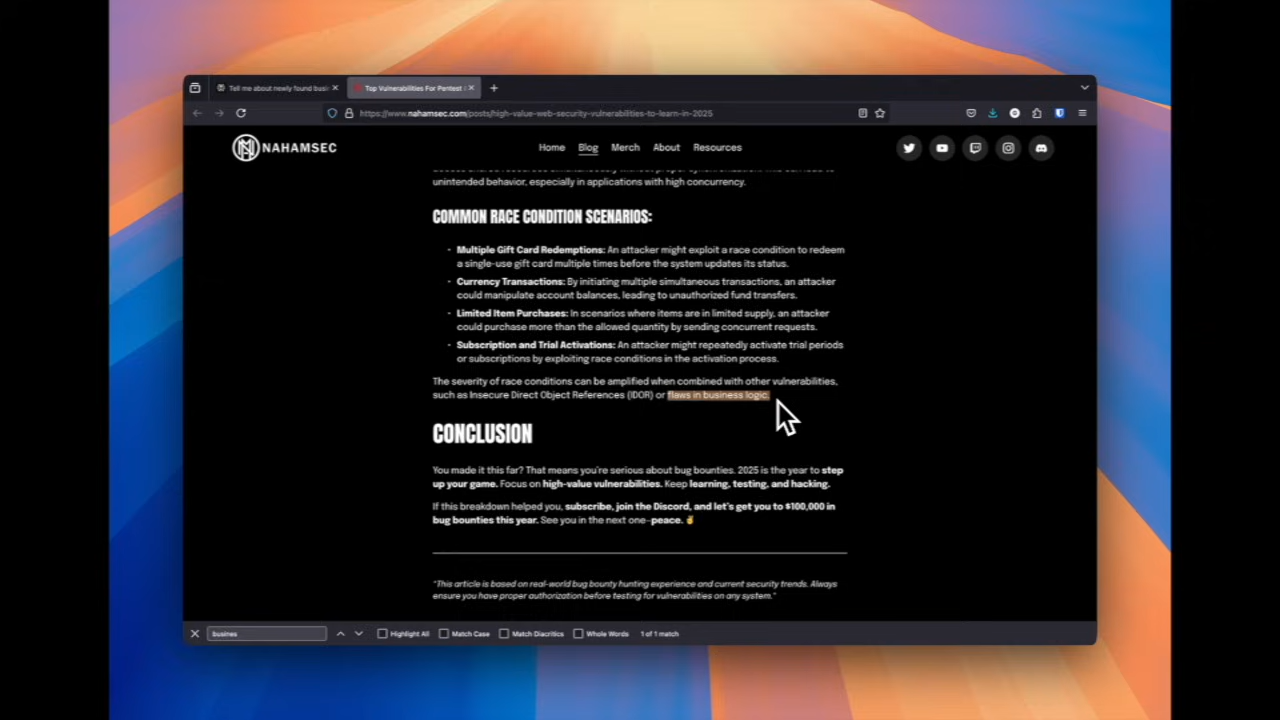 Tell me about newly found busi
Top Vulnerabilities For Pentest
https://www.nahamsec.com/posts/high-value-web-security-vulnerabilities-to-learn-in-2025
NAHAMSEC
Home Blog Merch About Resources
unintended behavior, especially in applications with high concurrency.
COMMON RACE CONDITION SCENARIOS:
- Multiple Gift Card Redemptions: An attacker might exploit a race condition to redeem
a single-use gift card multiple times before the system updates its status.
- Currency Transactions: By initiating multiple simultaneous transactions, an attacker
could manipulate account balances, leading to unauthorized fund transfers.
- Limited Item Purchases: In scenarios where items are in limited supply, an attacker
could purchase more than the allowed quantity by sending concurrent requests.
- Subscription and Trial Activations: An attacker might repeatedly activate trial periods
or subscriptions by exploiting race conditions in the activation process.
The severity of race conditions can be amplified when combined with other vulnerabilities,
such as Insecure Direct Object References (IDOR) or flaws in business logic.
CONCLUSION
You made it this far? That means you're serious about bug bounties. 2025 is the year to step
up your game. Focus on high-value vulnerabilities. Keep learning, testing, and hacking.
If this breakdown helped you, subscribe, join the Discord, and let's get you to $100,000 in
bug bounties this year. See you in the next one—peace. ✌️
"This article is based on real-world bug bounty hunting experience and current security trends. Always
ensure you have proper authorization before testing for vulnerabilities on any system."
busines
Highlight All Match Case Match Diacritics Whole Words 1 of 1 match